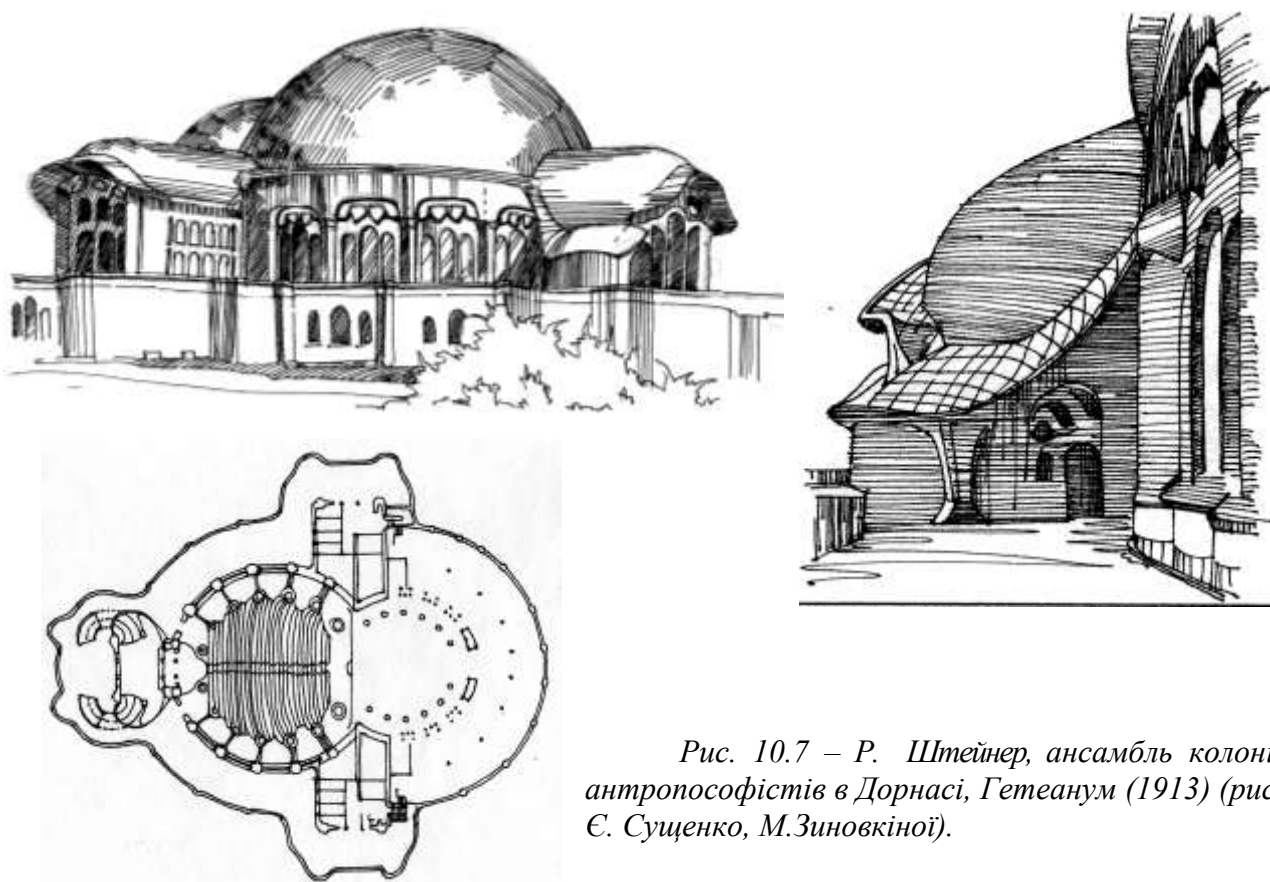 Рис. 10.7 – Р. Штейнер, ансамбль колоні
антропософістів в Дорнасі, Гетеанум (1913) (рис
Є. Сущенко, М.Зиновкіної).